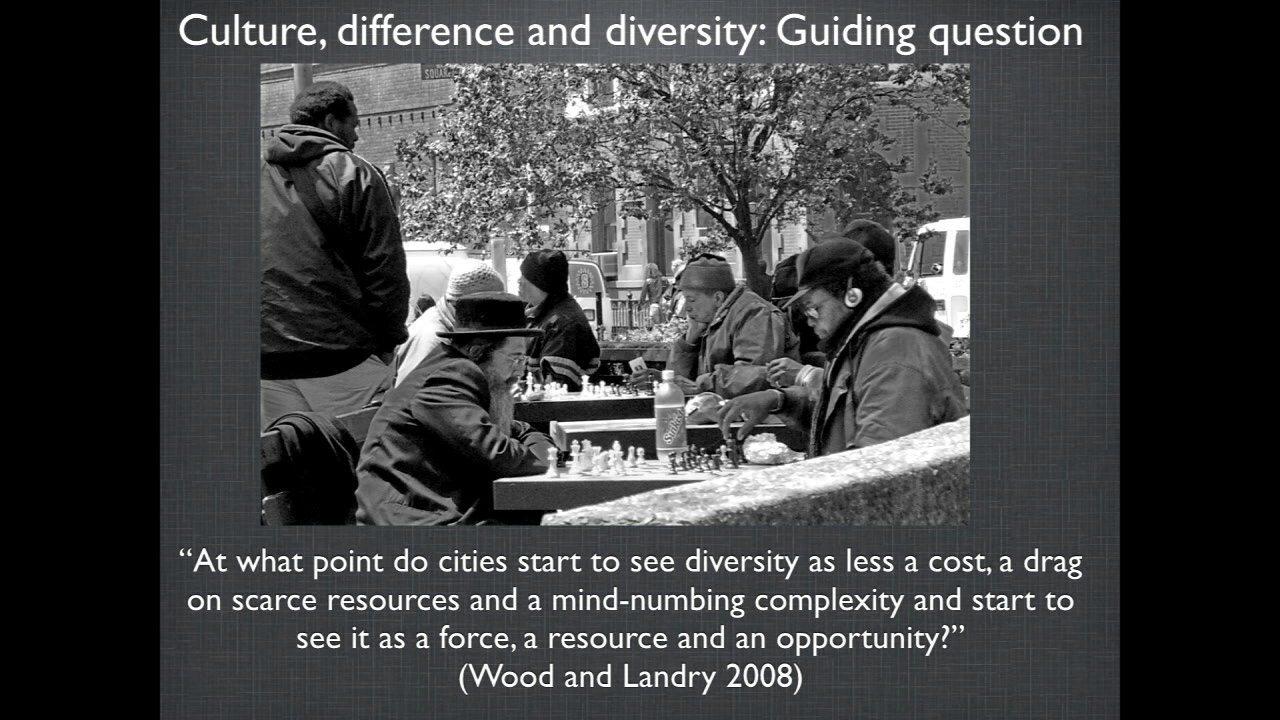 Culture, difference and diversity: Guiding question
SQUARE
“At what point do cities start to see diversity as less a cost, a drag
on scarce resources and a mind-numbing complexity and start to
see it as a force, a resource and an opportunity?”
(Wood and Landry 2008)